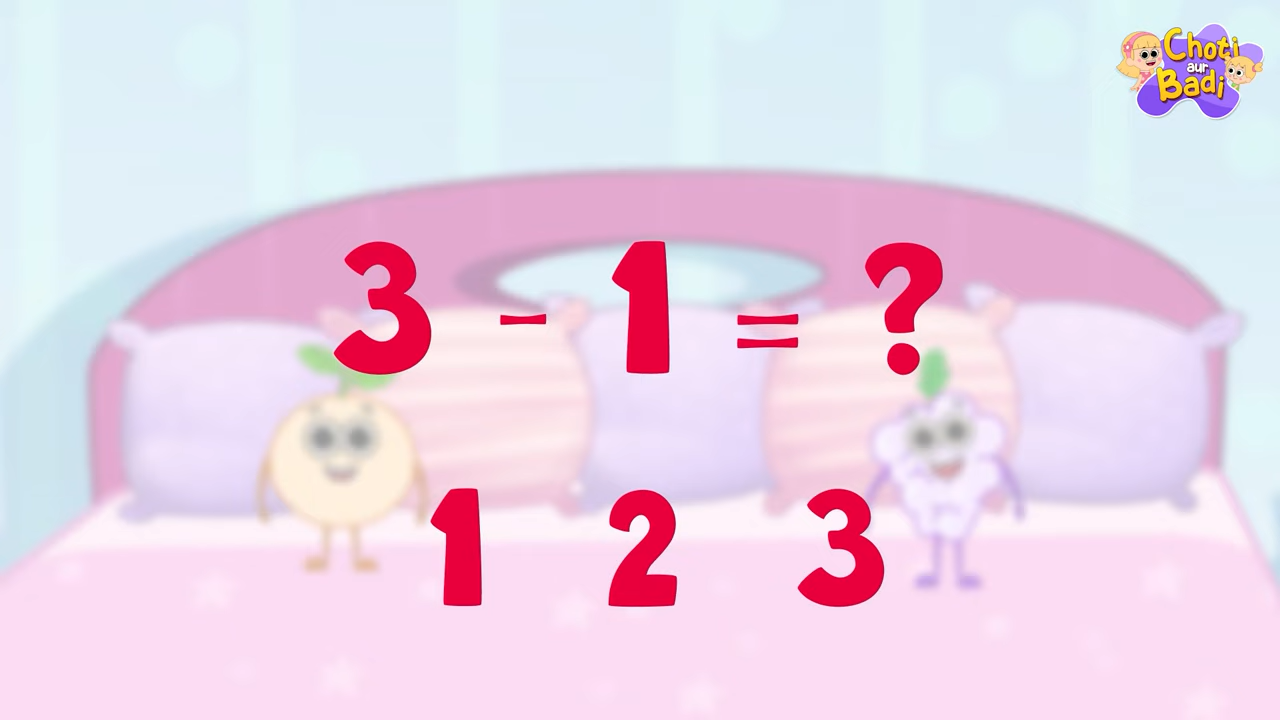 Choti
aur
Badi
3 - 1 = ?
1 2 3